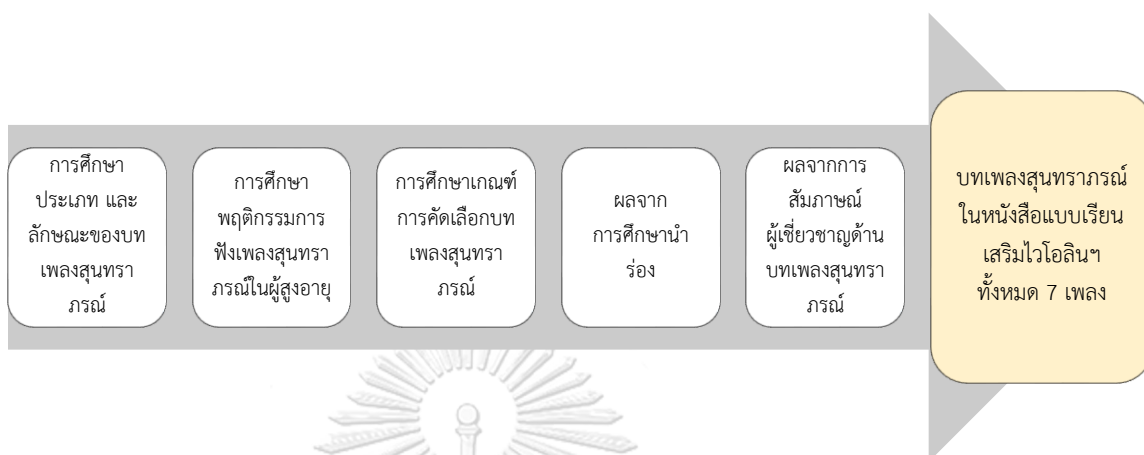 การศึกษา
ประเภท และ
ลักษณะของบท
เพลงสุนทรา
ภรณ์
การศึกษา
พฤติกรรมการ
ฟังเพลงสุนทรา
ภรณ์ในผู้สูงอายุ
การศึกษาเกณฑ์
การคัดเลือกบท
เพลงสุนทรา
ภรณ์
ผลจาก
การศึกษานำ
ร่อง
ผลจากการ
สัมภาษณ์
ผู้เชี่ยวชาญด้าน
บทเพลงสุนทรา
ภรณ์
บทเพลงสุนทราภรณ์
ในหนังสือแบบเรียน
เสริมไวโอลินฯ
ทั้งหมด 7 เพลง